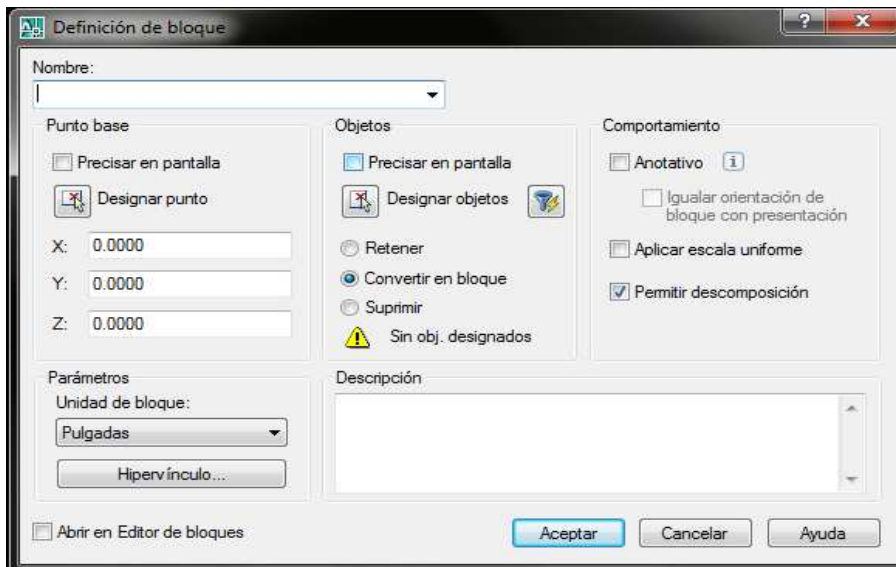 Definición de bloque
Nombre:
Punto base
Precisar en pantalla
Designar punto
X: 0.0000
Y: 0.0000
Z: 0.0000
Objetos
Precisar en pantalla
Designar objetos
Retener
Convertir en bloque
Suprimir
Sin obj. designados
Comportamiento
Anotativo
Igualar orientación de
bloque con presentación
Aplicar escala uniforme
Permitir descomposición
Parámetros
Unidad de bloque:
Pulgadas
Hipervínculo...
Descripción
Abrir en Editor de bloques
Aceptar
Cancelar
Ayuda